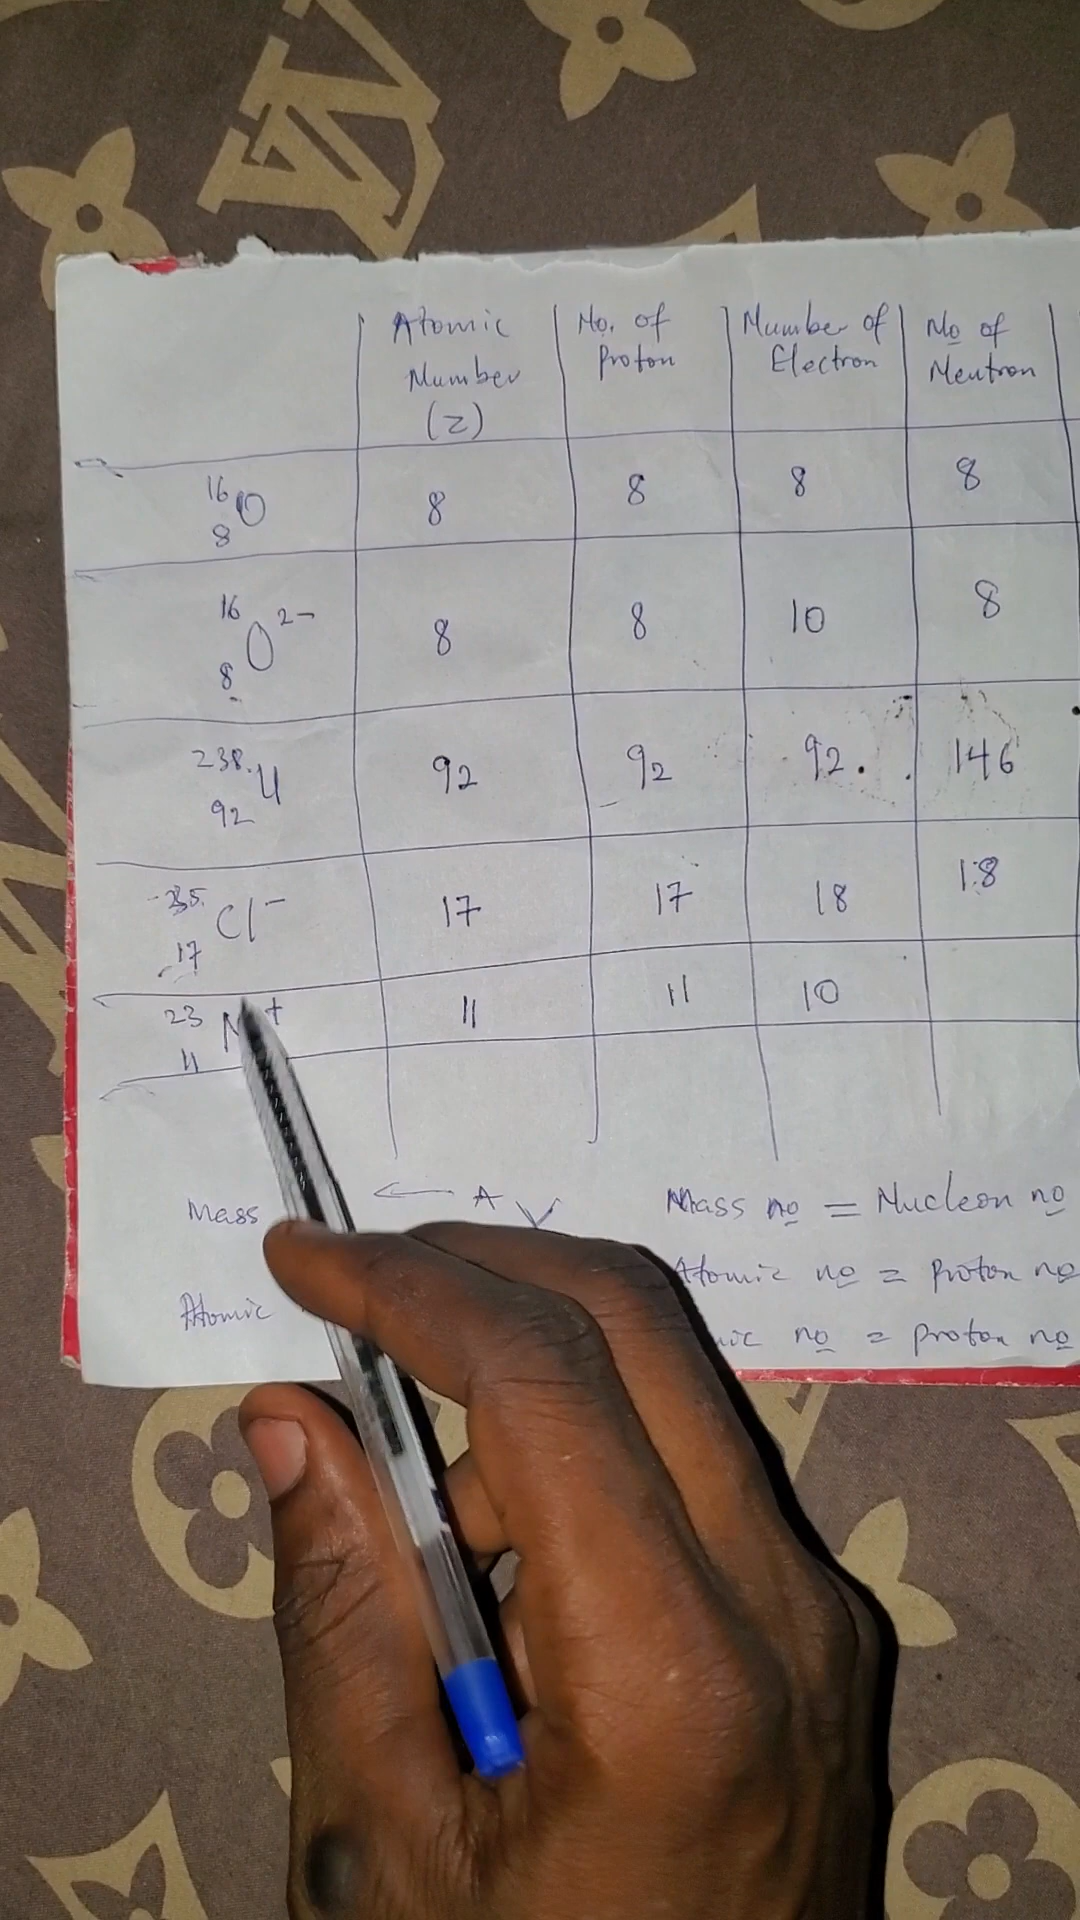 Atomic Number (Z) | No. of Proton | Number of Electron | No of Neutron
16 8 O | 8 | 8 | 8 | 8
16 8 O 2- | 8 | 8 | 10 | 8
238 92 U | 92 | 92 | 92 | 146
35 17 Cl - | 17 | 17 | 18 | 18
23 11 N + | 11 | 11 | 10
Mass ← A
Atomic
Mass no = Nucleon no
Atomic no = proton no
no = proton no